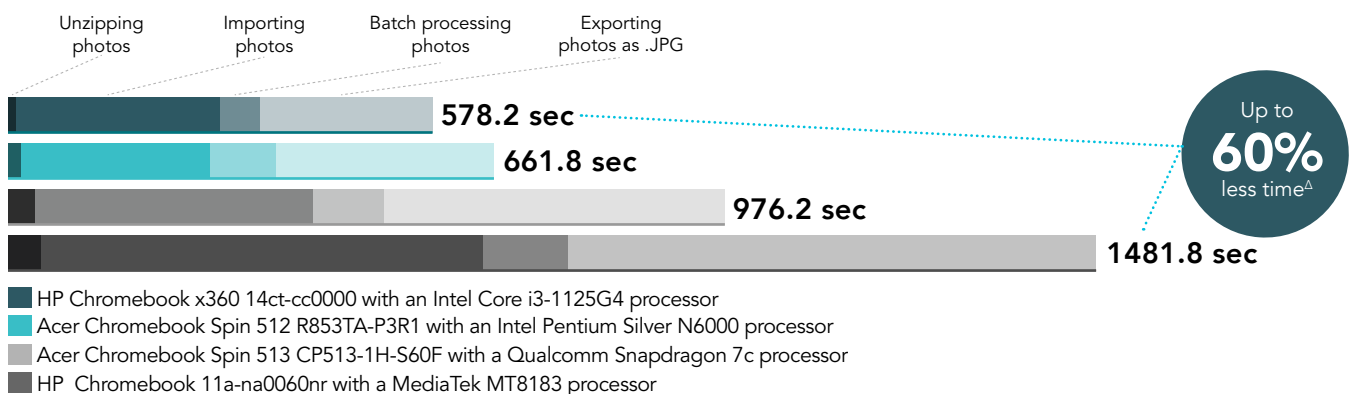 Unzipping
photos
Importing
photos
Batch processing
photos
Exporting
photos as .JPG
578.2 sec
661.8 sec
976.2 sec
1481.8 sec
Up to
60%
less timeΔ
HP Chromebook x360 14ct-cc0000 with an Intel Core i3-1125G4 processor
Acer Chromebook Spin 512 R853TA-P3R1 with an Intel Pentium Silver N6000 processor
Acer Chromebook Spin 513 CP513-1H-S60F with a Qualcomm Snapdragon 7c processor
HP Chromebook 11a-na0060nr with a MediaTek MT8183 processor